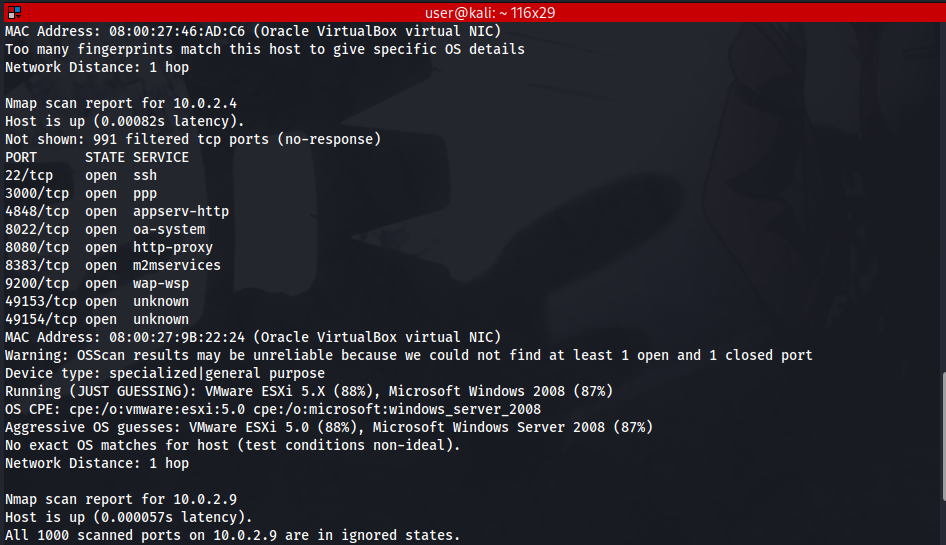 user@kali: ~ 116x29
MAC Address: 08:00:27:46:AD:C6 (Oracle VirtualBox virtual NIC)
Too many fingerprints match this host to give specific OS details
Network Distance: 1 hop
Nmap scan report for 10.0.2.4
Host is up (0.00082s latency).
Not shown: 991 filtered tcp ports (no-response)
PORT STATE SERVICE
22/tcp open ssh
3000/tcp open ppp
4848/tcp open appserv-http
8022/tcp open oa-system
8080/tcp open http-proxy
8383/tcp open m2mservices
9200/tcp open wap-wsp
49153/tcp open unknown
49154/tcp open unknown
MAC Address: 08:00:27:9B:22:24 (Oracle VirtualBox virtual NIC)
Warning: OSScan results may be unreliable because we could not find at least 1 open and 1 closed port
Device type: specialized|general purpose
Running (JUST GUESSING): VMware ESXi 5.X (88%), Microsoft Windows 2008 (87%)
OS CPE: cpe:/o:vmware:esxi:5.0 cpe:/o:microsoft:windows_server_2008
Aggressive OS guesses: VMware ESXi 5.0 (88%), Microsoft Windows Server 2008 (87%)
No exact OS matches for host (test conditions non-ideal).
Network Distance: 1 hop
Nmap scan report for 10.0.2.9
Host is up (0.000057s latency).
All 1000 scanned ports on 10.0.2.9 are in ignored states.